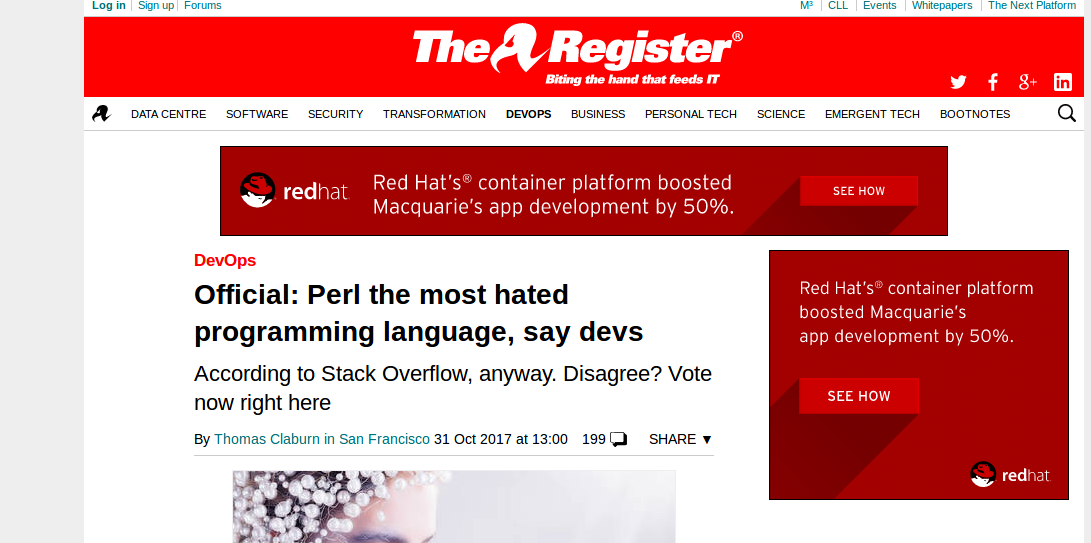 Log in Sign up Forums M³ CLL Events Whitepapers The Next Platform
The Register®
Biting the hand that feeds IT
DATA CENTRE SOFTWARE SECURITY TRANSFORMATION DEVOPS BUSINESS PERSONAL TECH SCIENCE EMERGENT TECH BOOTNOTES
redhat.
Red Hat's® container platform boosted
Macquarie's app development by 50%.
SEE HOW
DevOps
Official: Perl the most hated
programming language, say devs
According to Stack Overflow, anyway. Disagree? Vote
now right here
By Thomas Claburn in San Francisco 31 Oct 2017 at 13:00 199 SHARE ▼
Red Hat's® container platform
boosted Macquarie's
app development by 50%.
SEE HOW
redhat.